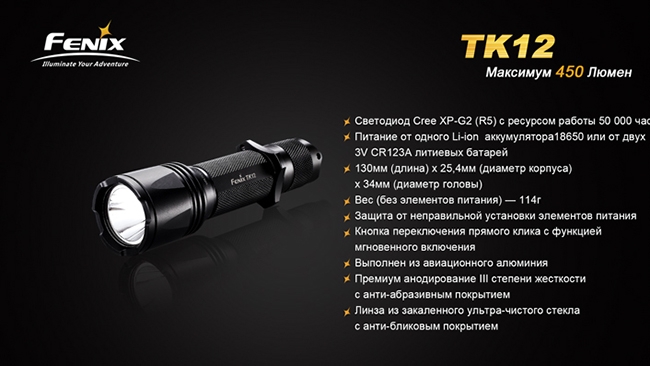 FENIX
Illuminate Your Adventure
TK12
Максимум 450 Люмен
Светодиод Cree XP-G2 (R5) с ресурсом работы 50 000 час
Питание от одного Li-ion аккумулятора18650 или от двух
3V CR123A литиевых батарей
130мм (длина) x 25,4мм (диаметр корпуса)
x 34мм (диаметр головы)
Вес (без элементов питания) — 114г
Защита от неправильной установки элементов питания
Кнопка переключения прямого клика с функцией
мгновенного включения
Выполнен из авиационного алюминия
Премиум анодирование III степени жесткости
с анти-абразивным покрытием
Линза из закаленного ультра-чистого стекла
с анти-бликовым покрытием
FENIX TK12